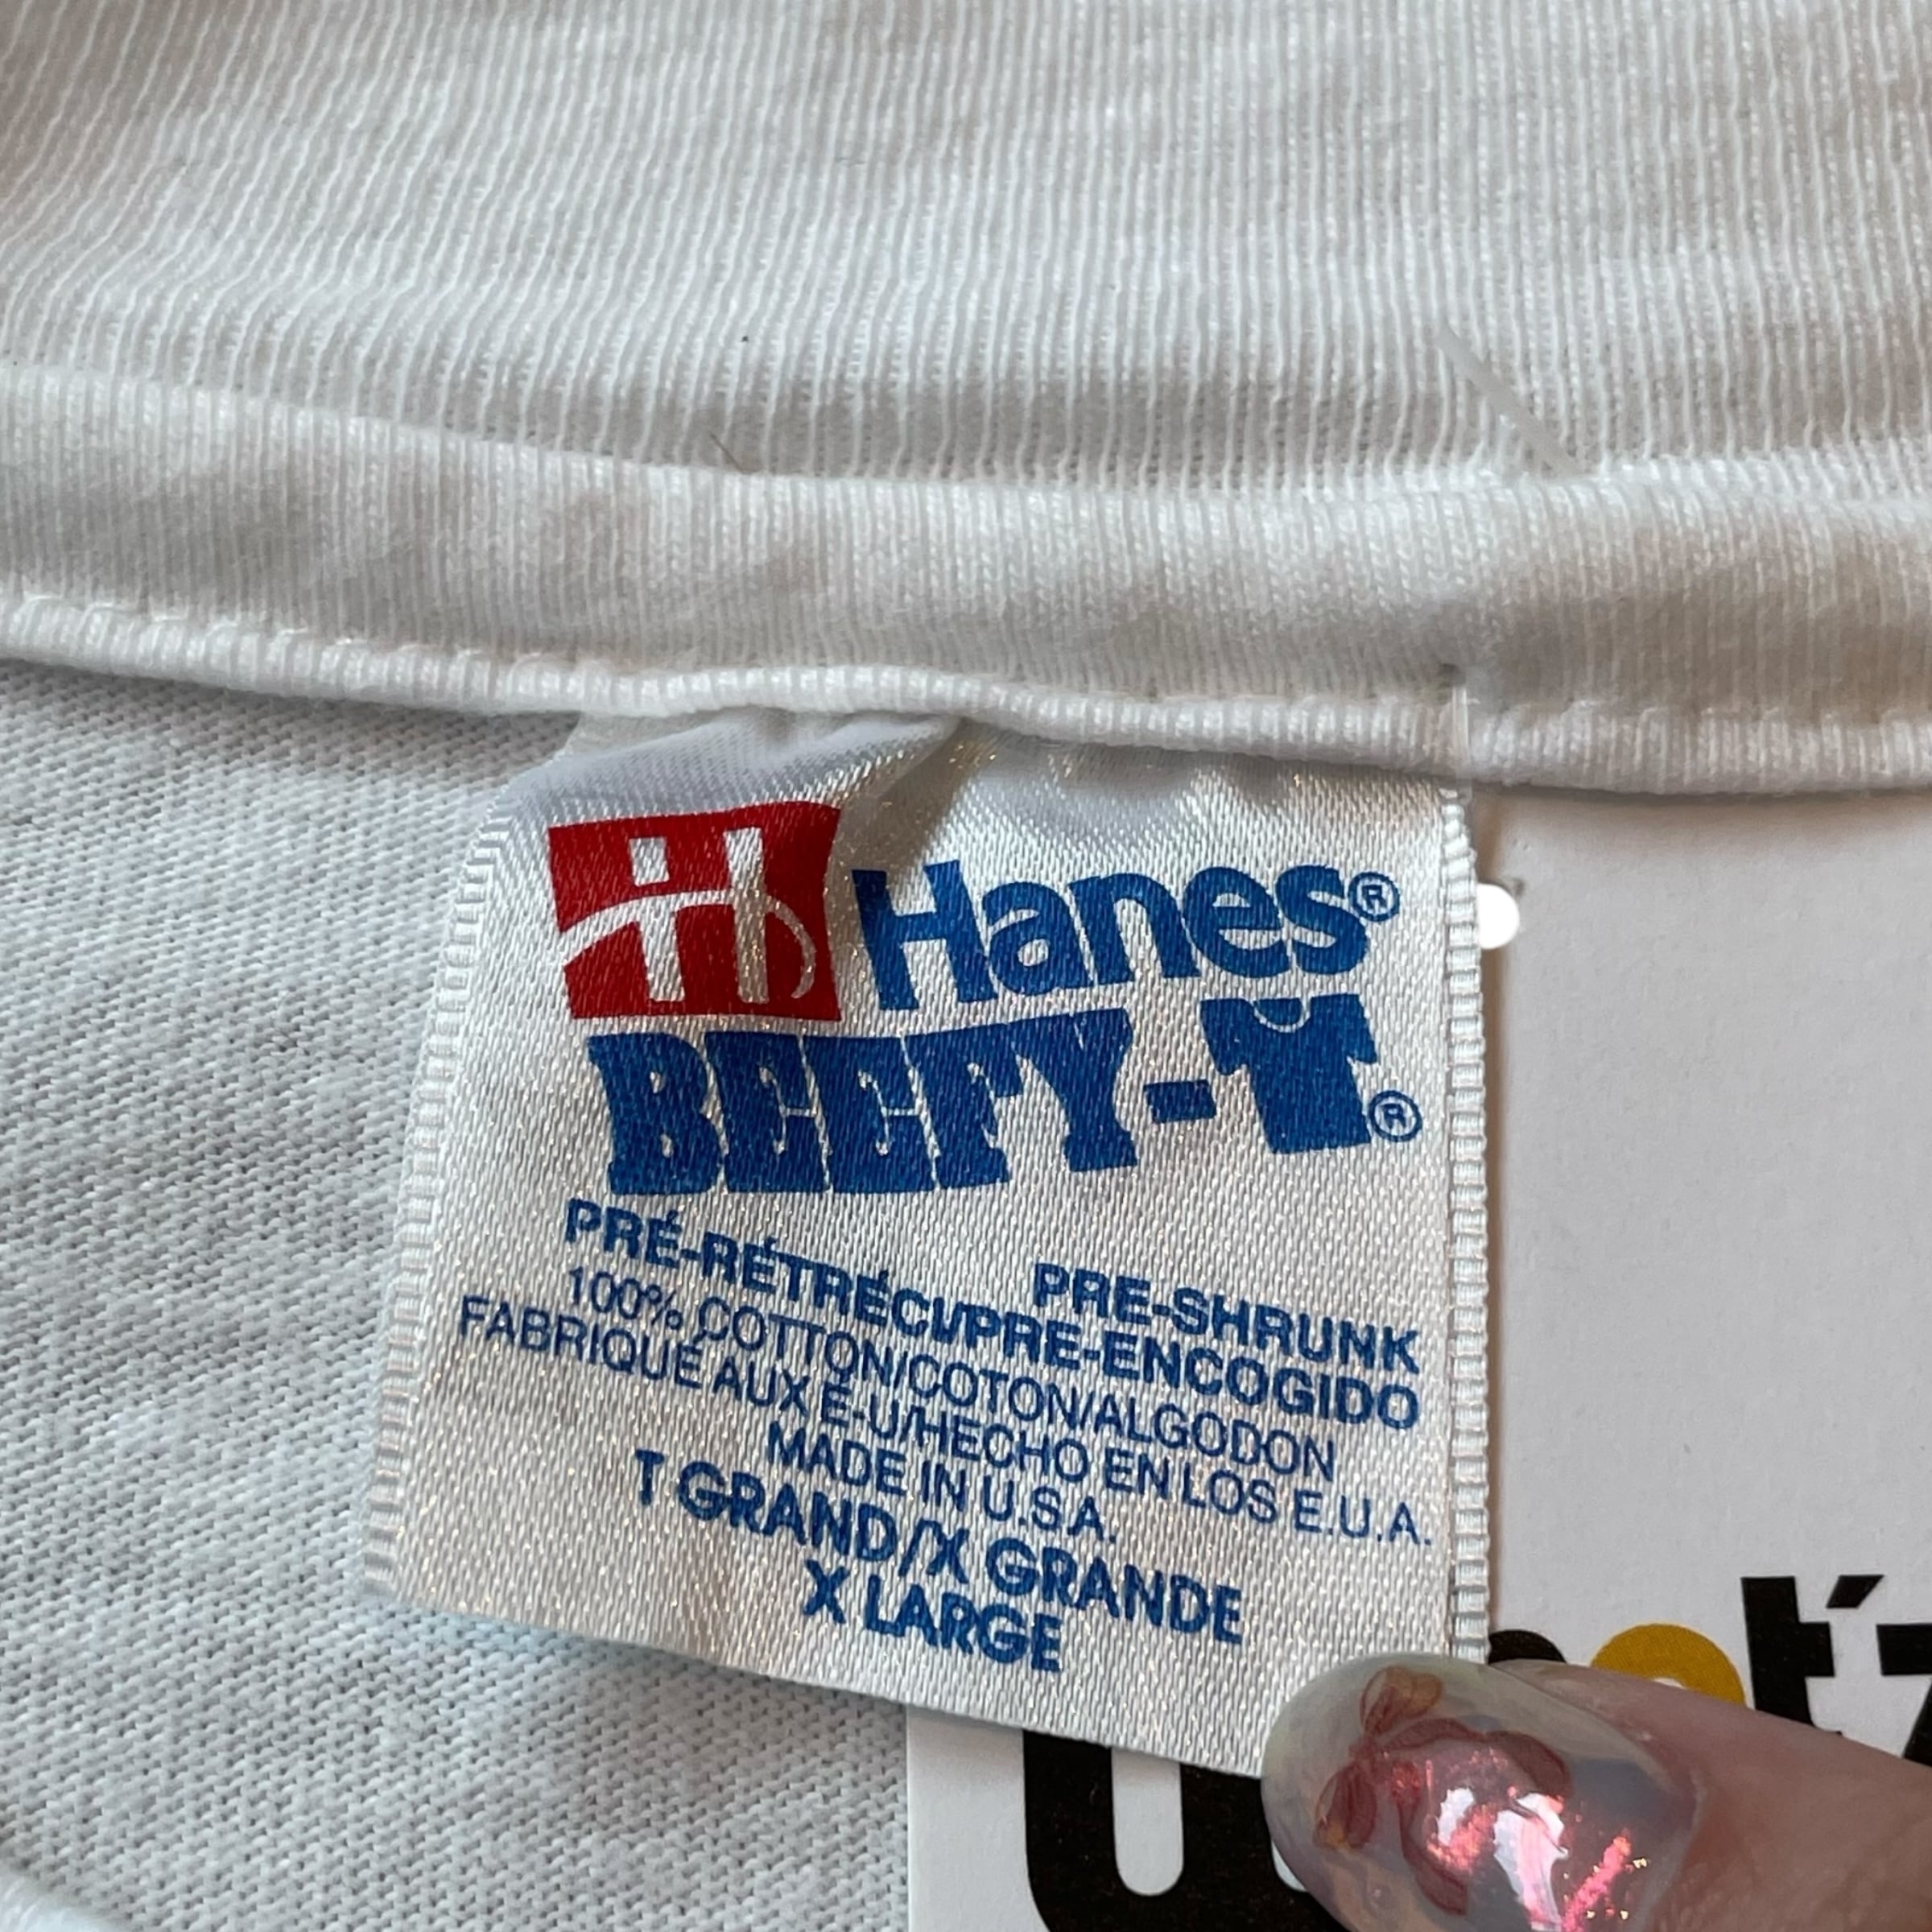 Hanes®
BEEFY-T®
PRE-SHRUNK
PRÉ-RÉTRÉCI/PRE-ENCOGIDO
100% COTTON/COTON/ALGODON
FABRIQUÉ AUX É-U/HECHO EN LOS E.U.A.
MADE IN U.S.A.
T GRAND/X GRANDE
X LARGE